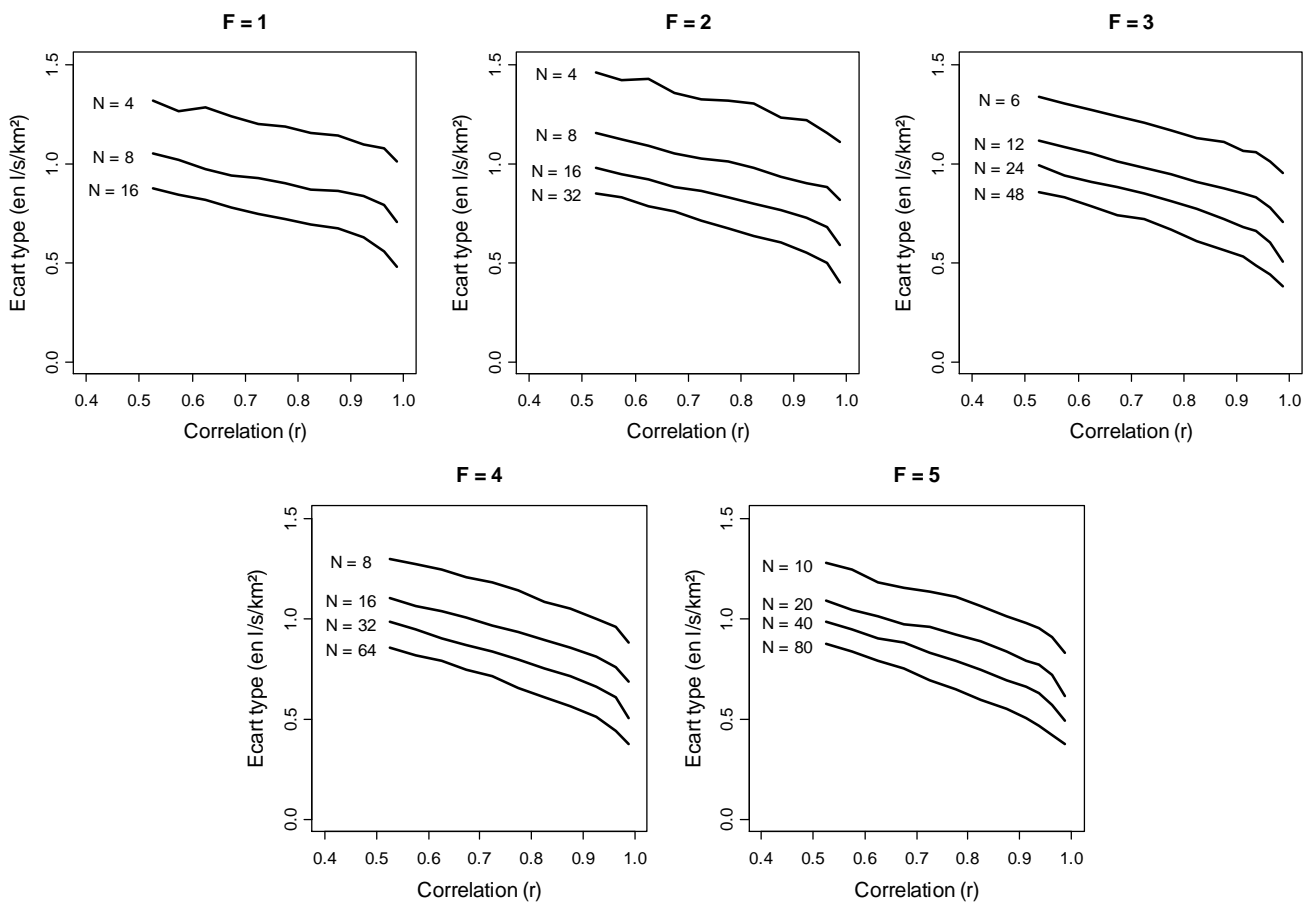 F = 1
1.5
1.0
0.5
0.0
Ecart type (en l/s/km²)
N = 4
N = 8
N = 16
0.4 0.5 0.6 0.7 0.8 0.9 1.0
Correlation (r)
F = 2
1.5
1.0
0.5
0.0
Ecart type (en l/s/km²)
N = 4
N = 8
N = 16
N = 32
0.4 0.5 0.6 0.7 0.8 0.9 1.0
Correlation (r)
F = 3
1.5
1.0
0.5
0.0
Ecart type (en l/s/km²)
N = 6
N = 12
N = 24
N = 48
0.4 0.5 0.6 0.7 0.8 0.9 1.0
Correlation (r)
F = 4
1.5
1.0
0.5
0.0
Ecart type (en l/s/km²)
N = 8
N = 16
N = 32
N = 64
0.4 0.5 0.6 0.7 0.8 0.9 1.0
Correlation (r)
F = 5
1.5
1.0
0.5
0.0
Ecart type (en l/s/km²)
N = 10
N = 20
N = 40
N = 80
0.4 0.5 0.6 0.7 0.8 0.9 1.0
Correlation (r)